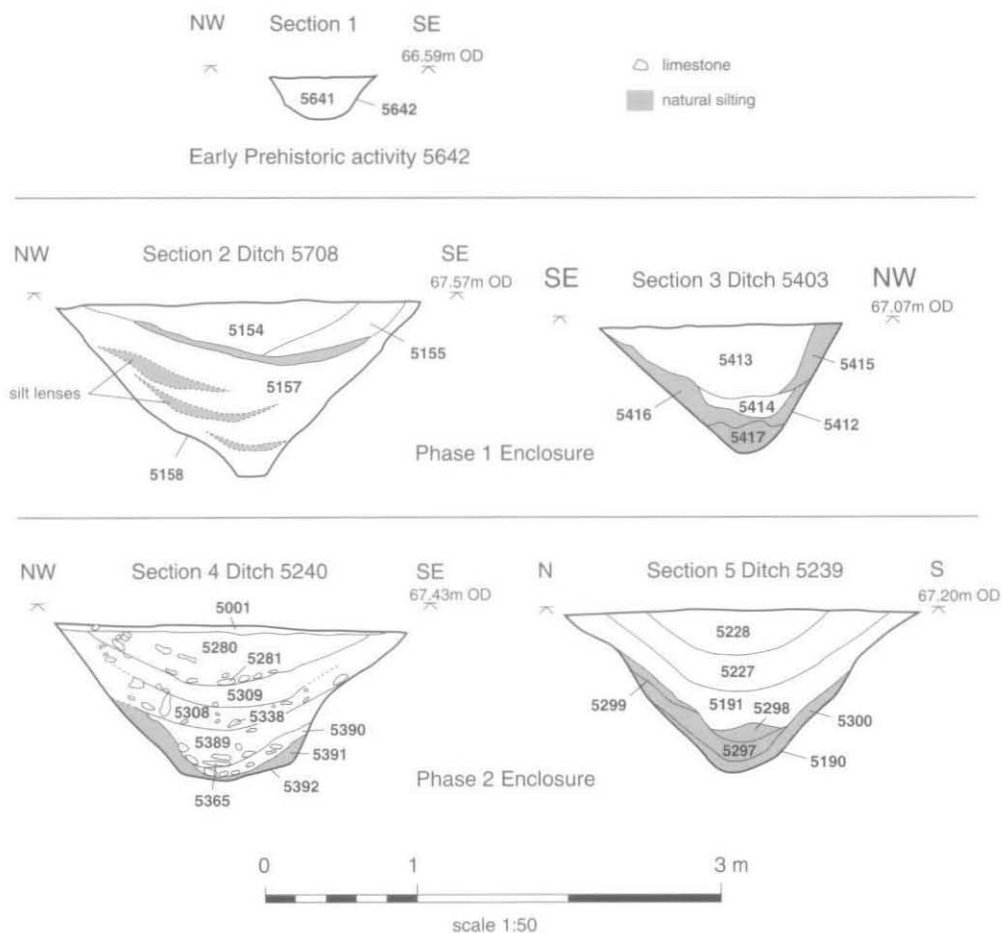 NW Section 1 SE
66.59m OD
limestone
natural silting
5641
5642
Early Prehistoric activity 5642
NW Section 2 Ditch 5708 SE
67.57m OD
5154
5155
5157
silt lenses
5158
SE Section 3 Ditch 5403 NW
67.07m OD
5413
5415
5414
5416
5412
5417
Phase 1 Enclosure
NW Section 4 Ditch 5240 SE
67.43m OD
5001
5280
5281
5309
5308
5338
5390
5389
5391
5392
5365
N Section 5 Ditch 5239 S
67.20m OD
5228
5227
5191
5298
5299
5300
5297
5190
Phase 2 Enclosure
0 1 3 m
scale 1:50